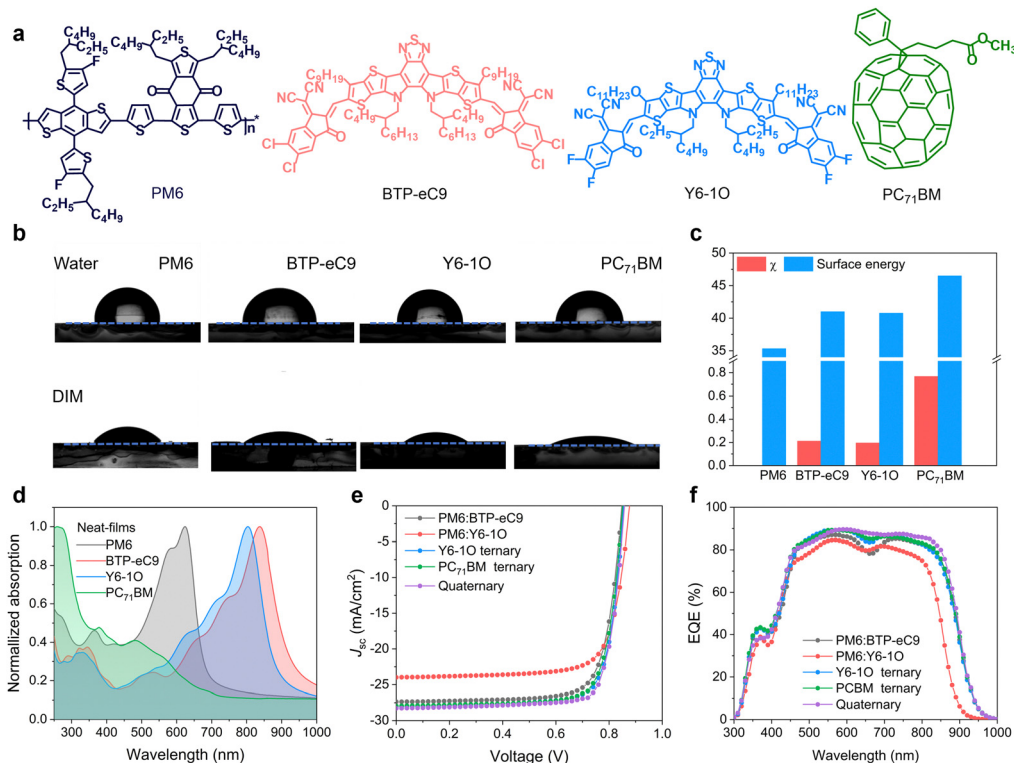 a
C₂H₅
C₄H₉
C₄H₉
C₂H₅
C₂H₅
C₄H₉
F
S
S
S
O
O
S
S
S
S
n
*
S
F
C₂H₅
C₄H₉
PM6
N
S
N
C₉H₁₉
C₉H₁₉
S
S
S
S
NC
CN
CN
NC
N
N
C₄H₉
C₄H₉
C₆H₁₃
C₆H₁₃
O
O
Cl
Cl
Cl
Cl
BTP-eC9
N
S
N
C₁₁H₂₃
O
C₁₁H₂₃
S
S
S
S
NC
CN
CN
NC
N
N
C₂H₅
C₂H₅
C₄H₉
C₄H₉
O
O
F
F
F
F
Y6-1O
O
CH₃
O
PC₇₁BM
b
Water PM6 BTP-eC9 Y6-1O PC₇₁BM
DIM
c
χ Surface energy
50
45
40
35
0.8
0.6
0.4
0.2
0.0
PM6 BTP-eC9 Y6-1O PC₇₁BM
d
Normallized absorption
1.0
0.8
0.6
0.4
0.2
0.0
Neat-films
PM6
BTP-eC9
Y6-1O
PC₇₁BM
300 400 500 600 700 800 900 1000
Wavelength (nm)
e
Jsc (mA/cm²)
0
-5
-10
-15
-20
-25
-30
PM6:BTP-eC9
PM6:Y6-1O
Y6-1O ternary
PC₇₁BM ternary
Quaternary
0.0 0.2 0.4 0.6 0.8 1.0
Voltage (V)
f
EQE (%)
100
80
60
40
20
0
PM6:BTP-eC9
PM6:Y6-1O
Y6-1O ternary
PCBM ternary
Quaternary
300 400 500 600 700 800 900 1000
Wavelength (nm)